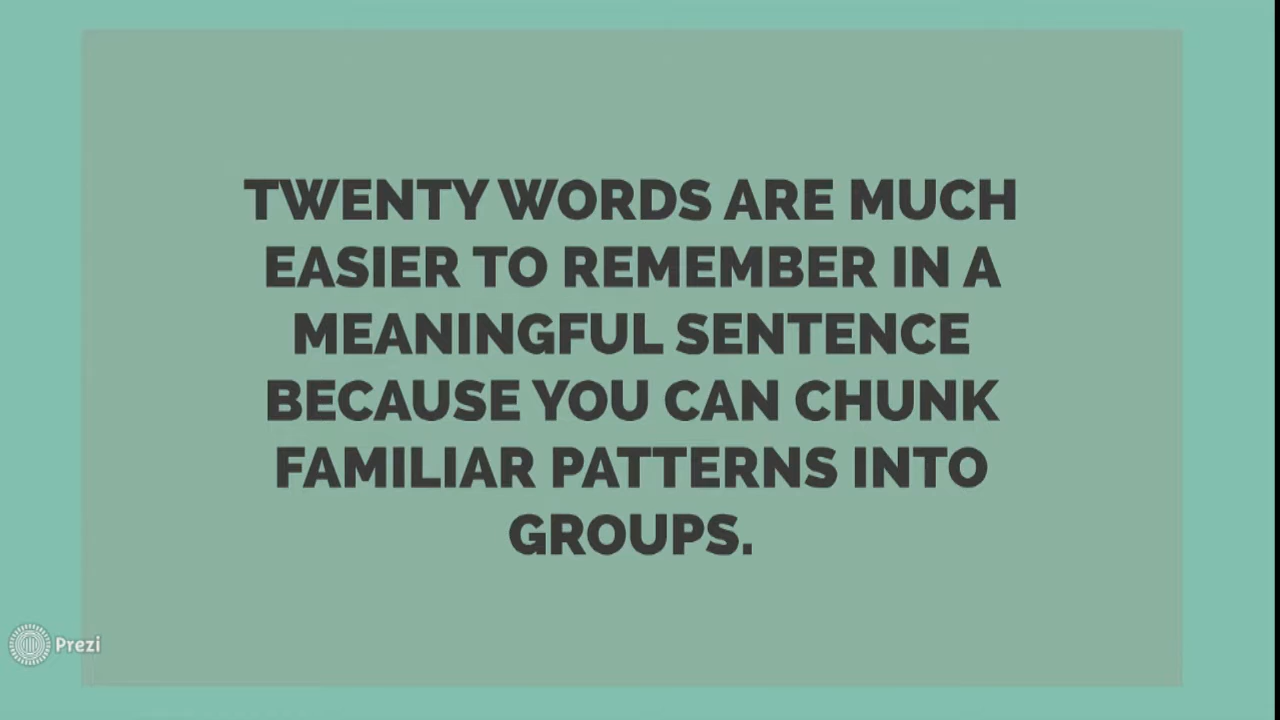 TWENTY WORDS ARE MUCH
EASIER TO REMEMBER IN A
MEANINGFUL SENTENCE
BECAUSE YOU CAN CHUNK
FAMILIAR PATTERNS INTO
GROUPS.
Prezi